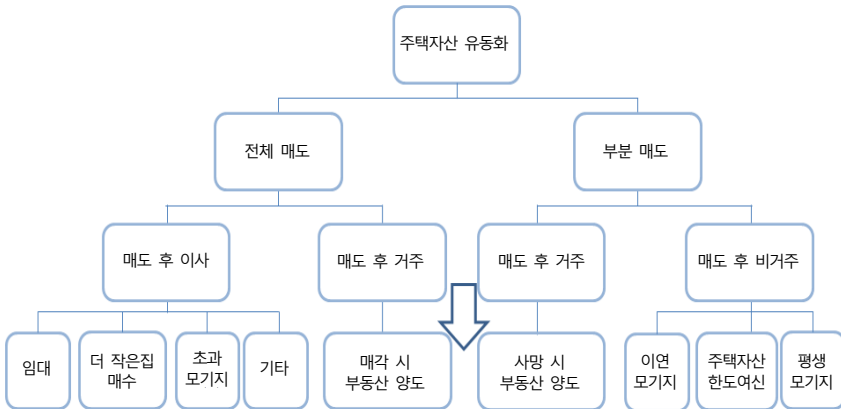 주택자산 유동화
전체 매도
부분 매도
매도 후 이사
매도 후 거주
매도 후 거주
매도 후 비거주
임대
더 작은집
매수
초과
모기지
기타
매각 시
부동산 양도
사망 시
부동산 양도
이연
모기지
주택자산
한도여신
평생
모기지